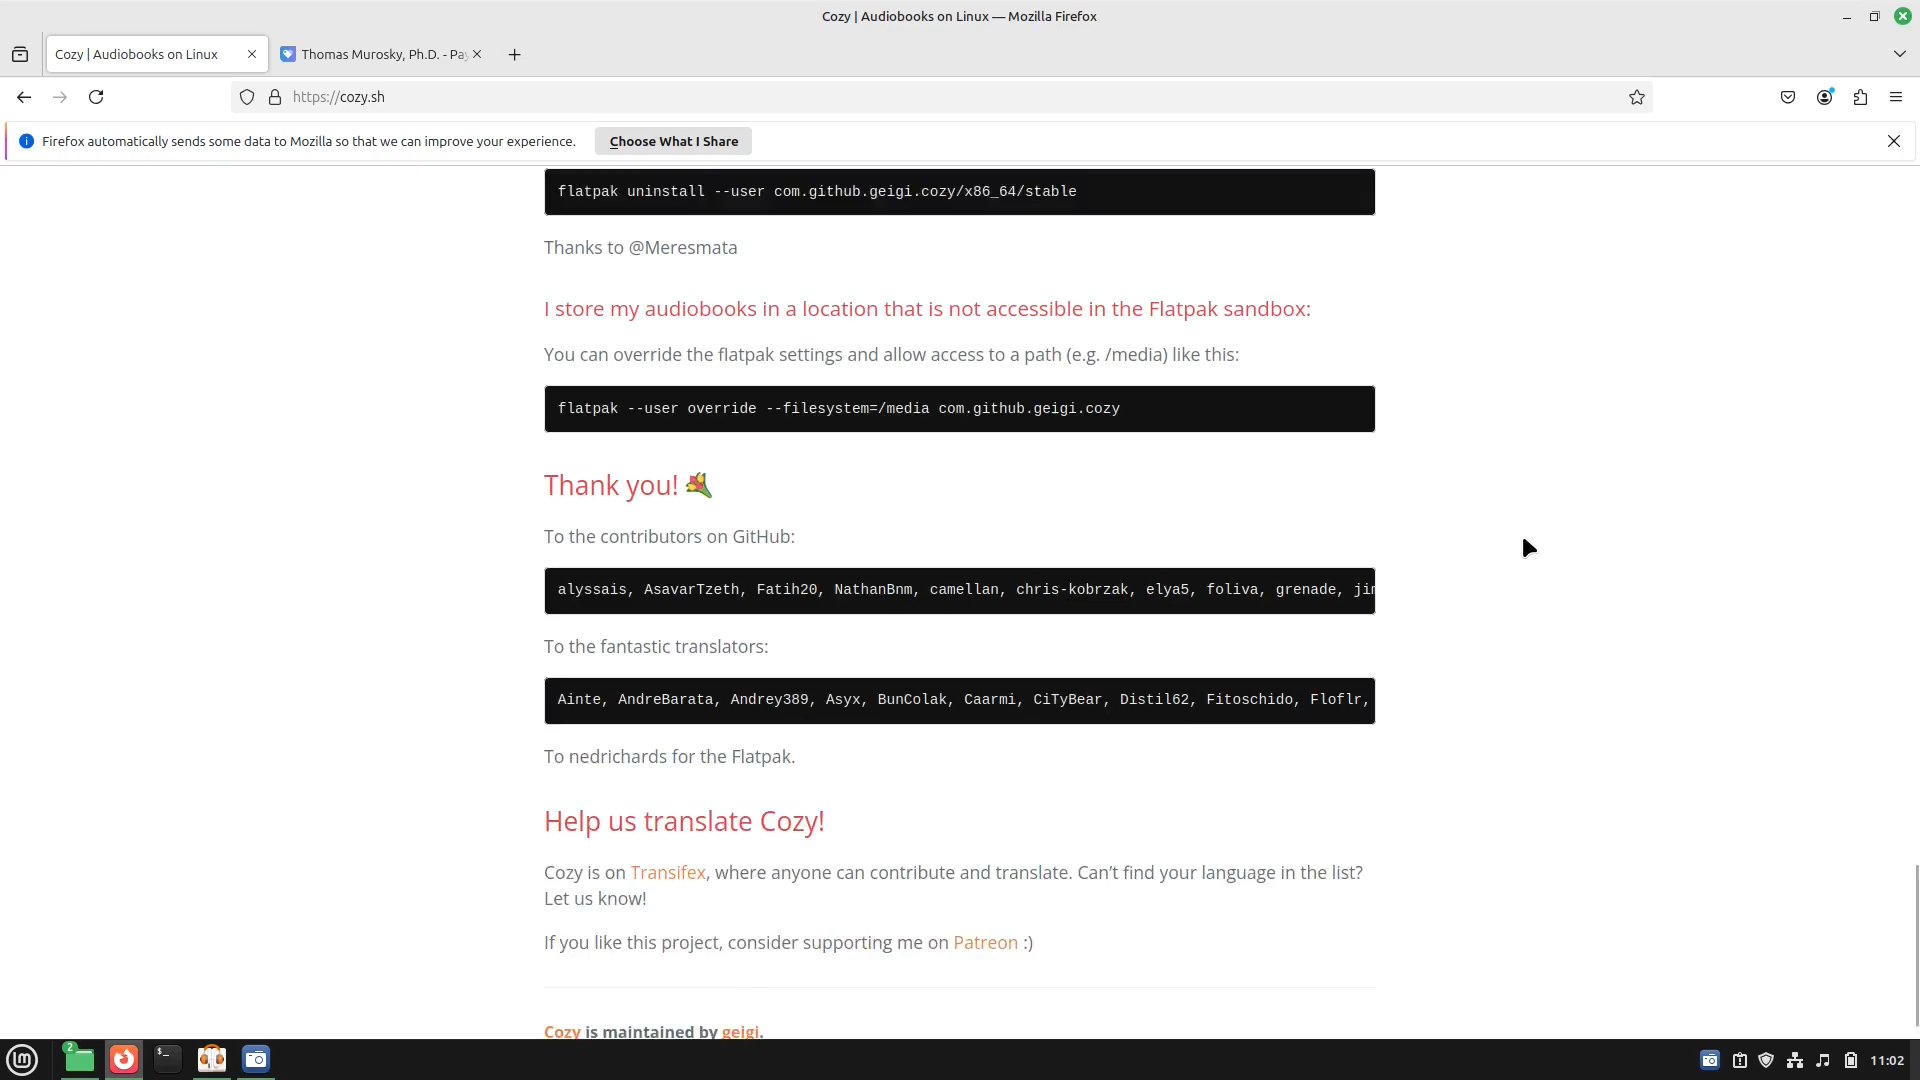 Cozy | Audiobooks on Linux — Mozilla Firefox
Cozy | Audiobooks on Linux
Thomas Murosky, Ph.D. - Pay
https://cozy.sh
Firefox automatically sends some data to Mozilla so that we can improve your experience.
Choose What I Share
flatpak uninstall --user com.github.geigi.cozy/x86_64/stable
Thanks to @Meresmata
I store my audiobooks in a location that is not accessible in the Flatpak sandbox:
You can override the flatpak settings and allow access to a path (e.g. /media) like this:
flatpak --user override --filesystem=/media com.github.geigi.cozy
Thank you! 💐
To the contributors on GitHub:
alyssais, AsavarTzeth, Fatih20, NathanBnm, camellan, chris-kobrzak, elya5, foliva, grenade,
To the fantastic translators:
Ainte, AndreBarata, Andrey389, Asyx, BunColak, Caarmi, CiTyBear, Distil62, Fitoschido, Floflr,
To nedrichards for the Flatpak.
Help us translate Cozy!
Cozy is on Transifex, where anyone can contribute and translate. Can’t find your language in the list?
Let us know!
If you like this project, consider supporting me on Patreon :)
Cozy is maintained by geigi.
2
11:02